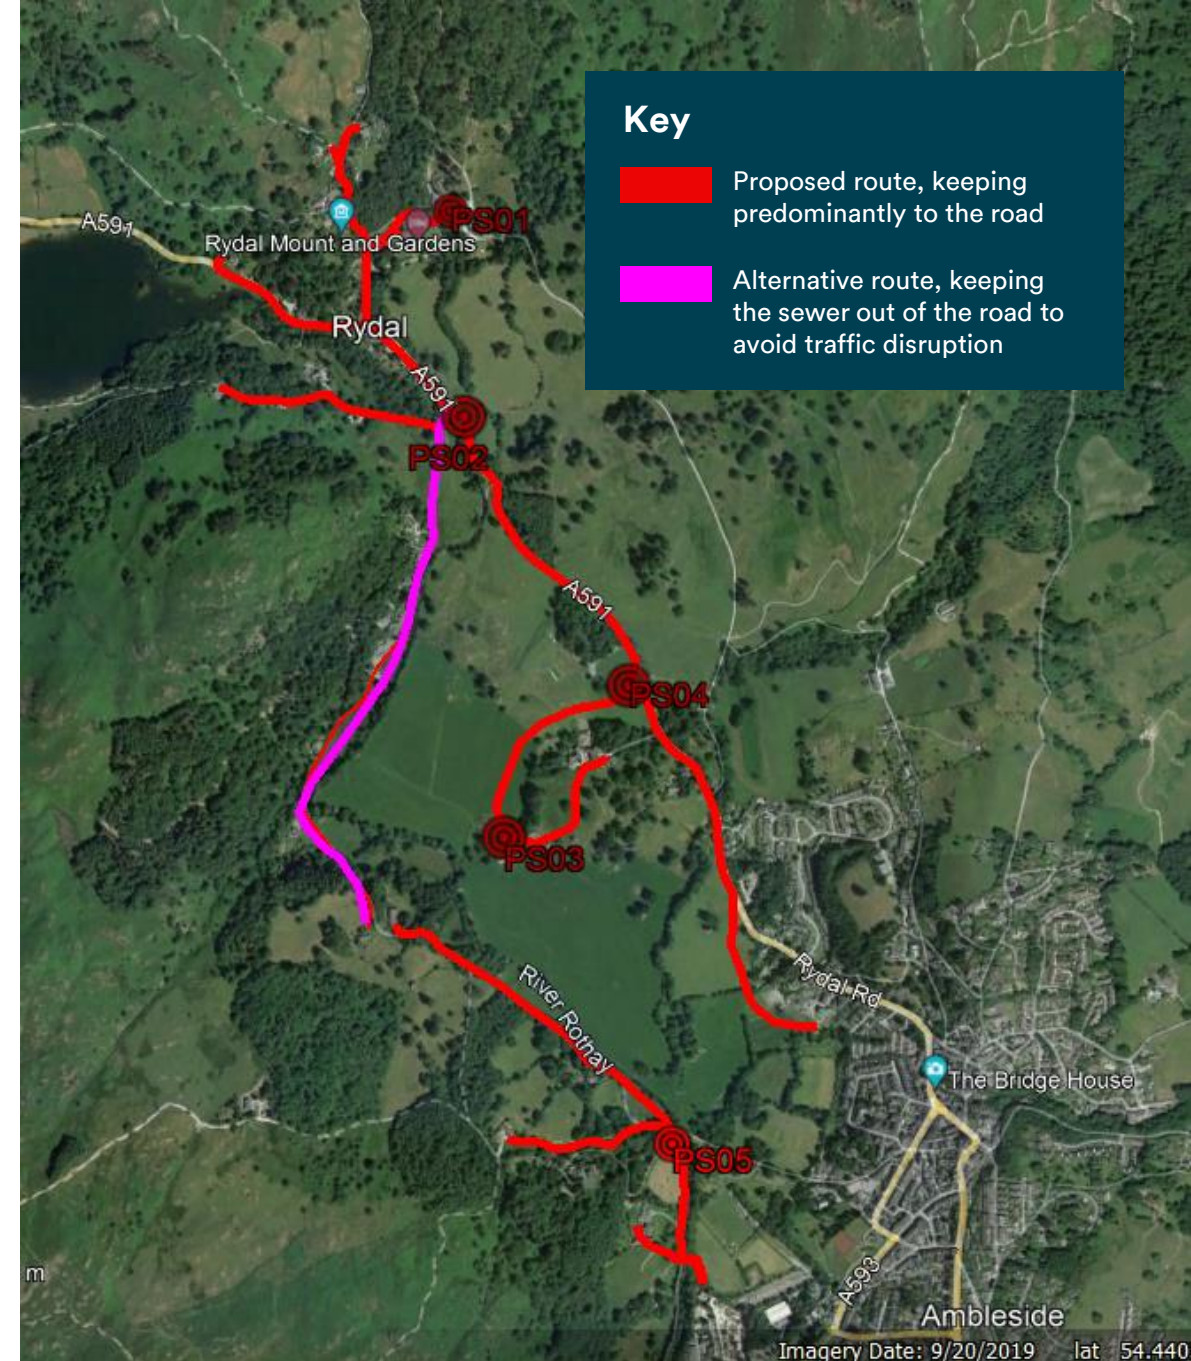 Key
Proposed route, keeping
predominantly to the road
Alternative route, keeping
the sewer out of the road to
avoid traffic disruption
A591
PS01
Rydal Mount and Gardens
Rydal
A591
PS02
A591
PS04
PS03
Rydal Rd
River Rothay
The Bridge House
PS05
m
A593
Ambleside
Imagery Date: 9/20/2019 lat 54.440